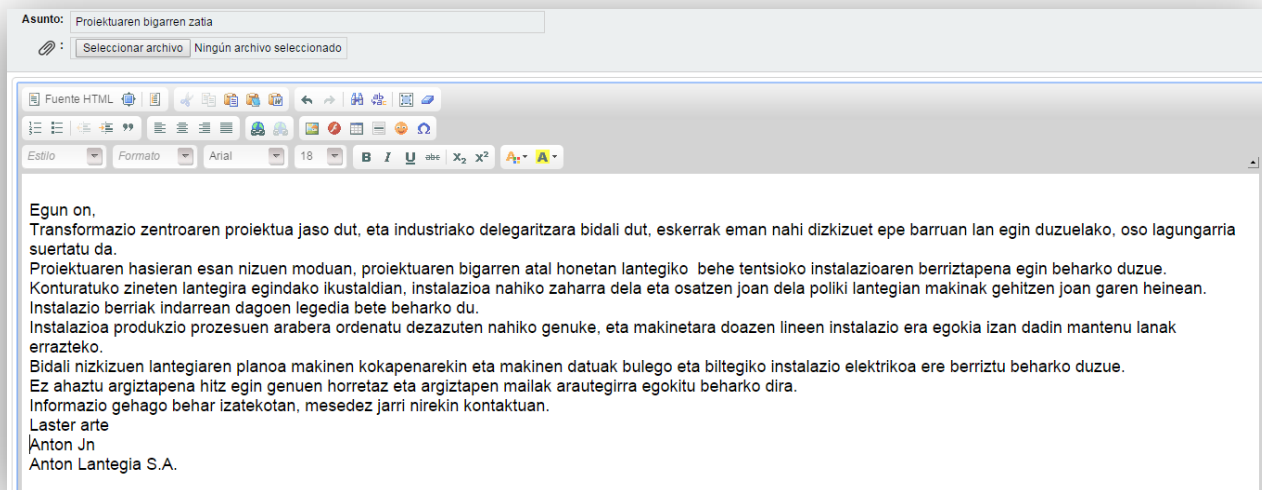 Asunto: Proiektuaren bigarren zatia
: Seleccionar archivo Ningún archivo seleccionado
Fuente HTML
Estilo Formato Arial 18 B I U abc X₂ X² A A
Egun on,
Transformazio zentroaren proiektua jaso dut, eta industriako delegaritzara bidali dut, eskerrak eman nahi dizkizuet epe barruan lan egin duzuelako, oso lagungarria
suertatu da.
Proiektuaren hasieran esan nizuen moduan, proiektuaren bigarren atal honetan lantegiko  behe tentsioko instalazioaren berriztapena egin beharko duzue.
Konturatuko zineten lantegira egindako ikustaldian, instalazioa nahiko zaharra dela eta osatzen joan dela poliki lantegian makinak gehitzen joan garen heinean.
Instalazio berriak indarrean dagoen legedia bete beharko du.
Instalazioa produkzio prozesuen arabera ordenatu dezazuten nahiko genuke, eta makinetara doazen lineen instalazio era egokia izan dadin mantenu lanak
errazteko.
Bidali nizkizuen lantegiaren planoa makinen kokapenarekin eta makinen datuak bulego eta biltegiko instalazio elektrikoa ere berriztu beharko duzue.
Ez ahaztu argiztapena hitz egin genuen horretaz eta argiztapen mailak arautegirra egokitu beharko dira.
Informazio gehago behar izatekotan, mesedez jarri nirekin kontaktuan.
Laster arte
Anton Jn
Anton Lantegia S.A.